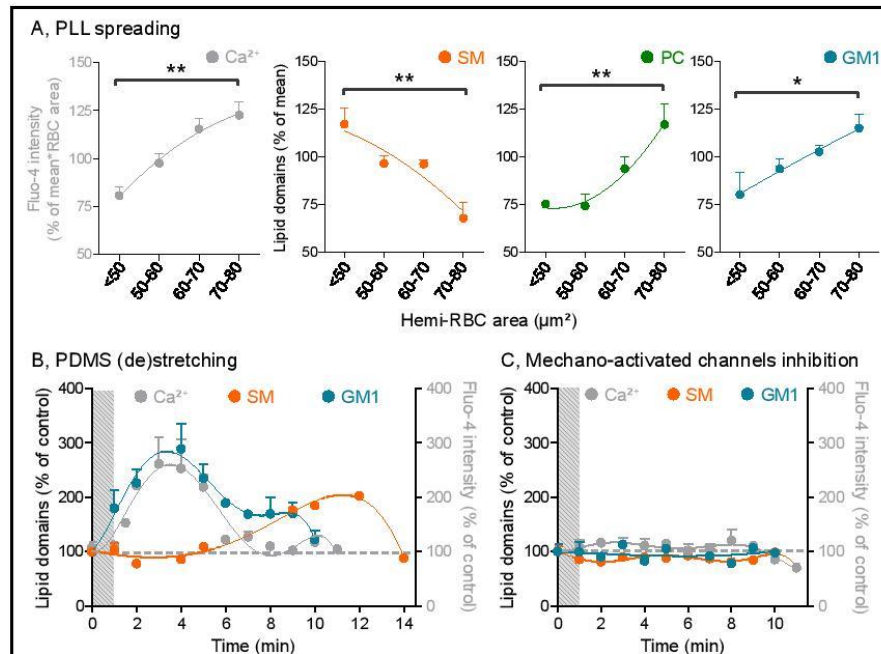 A, PLL spreading
Ca²⁺
SM
PC
GM1
**
**
**
*
Fluo-4 intensity
(% of mean*RBC area)
150
125
100
75
50
Lipid domains (% of mean)
150
125
100
75
50
150
125
100
75
50
150
125
100
75
50
<50 50-60 60-70 70-80
<50 50-60 60-70 70-80
<50 50-60 60-70 70-80
<50 50-60 60-70 70-80
Hemi-RBC area (µm²)
B, PDMS (de)stretching
Ca²⁺ SM GM1
Lipid domains (% of control)
400
300
200
100
0
400
300
200
100
0
Fluo-4 intensity
(% of control)
0 2 4 6 8 10 12 14
Time (min)
C, Mechano-activated channels inhibition
Ca²⁺ SM GM1
Lipid domains (% of control)
400
300
200
100
0
400
300
200
100
0
Fluo-4 intensity
(% of control)
0 2 4 6 8 10
Time (min)